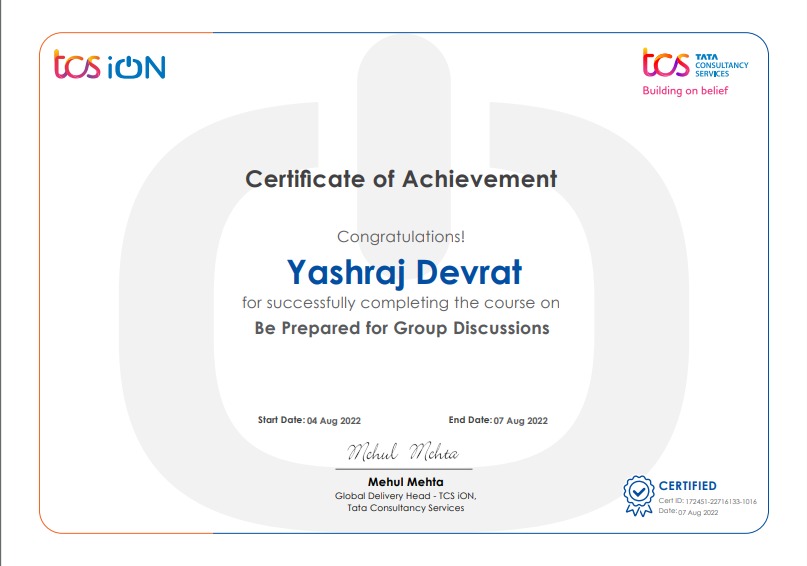 tcs iON
tcs TATA
CONSULTANCY
SERVICES
Building on belief
Certificate of Achievement
Congratulations!
Yashraj Devrat
for successfully completing the course on
Be Prepared for Group Discussions
Start Date: 04 Aug 2022
End Date: 07 Aug 2022
Mehul Mehta
Mehul Mehta
Global Delivery Head - TCS iON,
Tata Consultancy Services
CERTIFIED
Cert ID: 172451-22716133-1016
Date: 07 Aug 2022